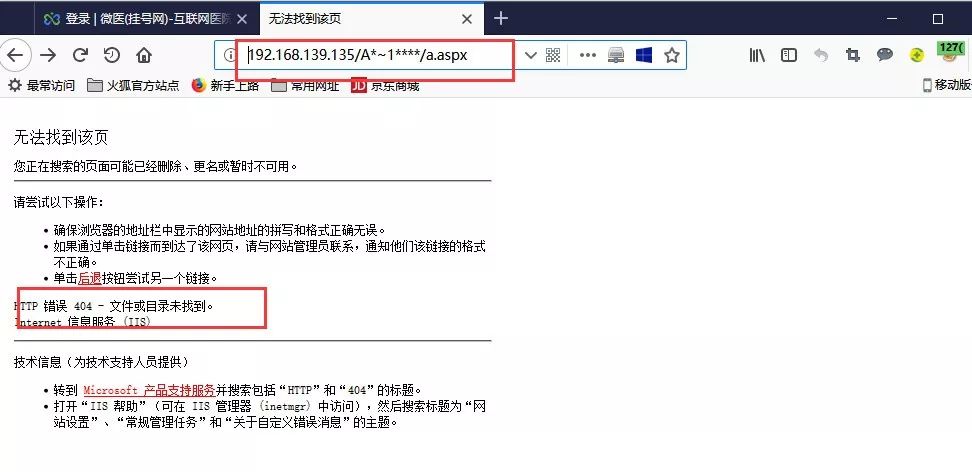 登录 | 微医(挂号网)-互联网医院
无法找到该页
192.168.139.135/A*~1****/a.aspx
127(
最常访问 火狐官方站点 新手上路 常用网址 JD 京东商城 移动版
无法找到该页
您正在搜索的页面可能已经删除、更名或暂时不可用。
请尝试以下操作:
• 确保浏览器的地址栏中显示的网站地址的拼写和格式正确无误。
• 如果通过单击链接而到达了该网页,请与网站管理员联系,通知他们该链接的格式
不正确。
• 单击后退按钮尝试另一个链接。
HTTP 错误 404 - 文件或目录未找到。
Internet 信息服务 (IIS)
技术信息(为技术支持人员提供)
• 转到 Microsoft 产品支持服务并搜索包括“HTTP”和“404”的标题。
• 打开“IIS 帮助”(可在 IIS 管理器 (inetmgr) 中访问),然后搜索标题为“网
站设置”、“常规管理任务”和“关于自定义错误消息”的主题。